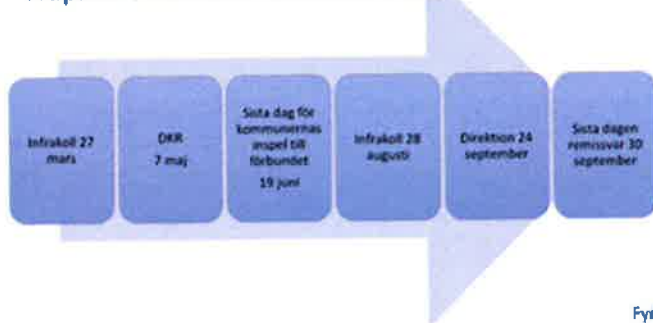 Infrakoll 27
mars
DKR
7 maj
Sista dag för
kommunernas
inspel till
förbundet
19 juni
Infrakoll 28
augusti
Direktion 24
september
Sista dagen
remissvar 30
september